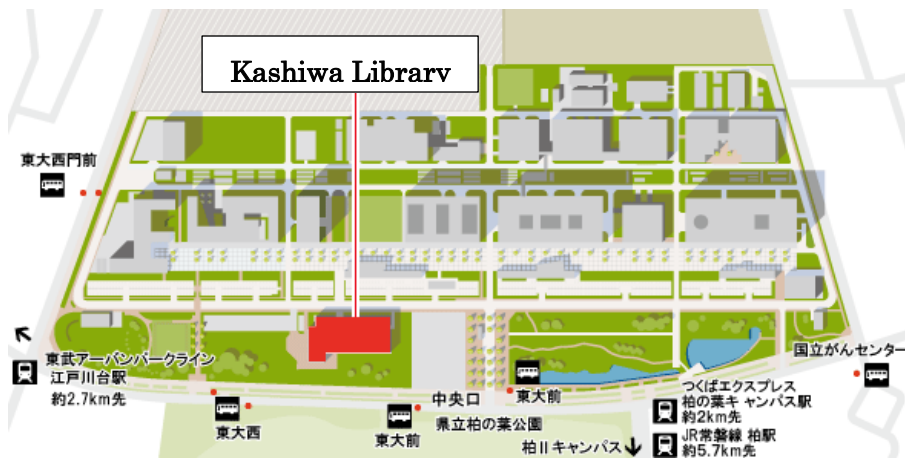 Kashiwa Library
東大西門前
東武アーバンパークライン
江戸川台駅
約2.7km先
東大西
東大前
中央口
県立柏の葉公園
東大前
柏IIキャンパス
つくばエクスプレス
柏の葉キャンパス駅
約2km先
JR常磐線 柏駅
約5.7km先
国立がんセンター